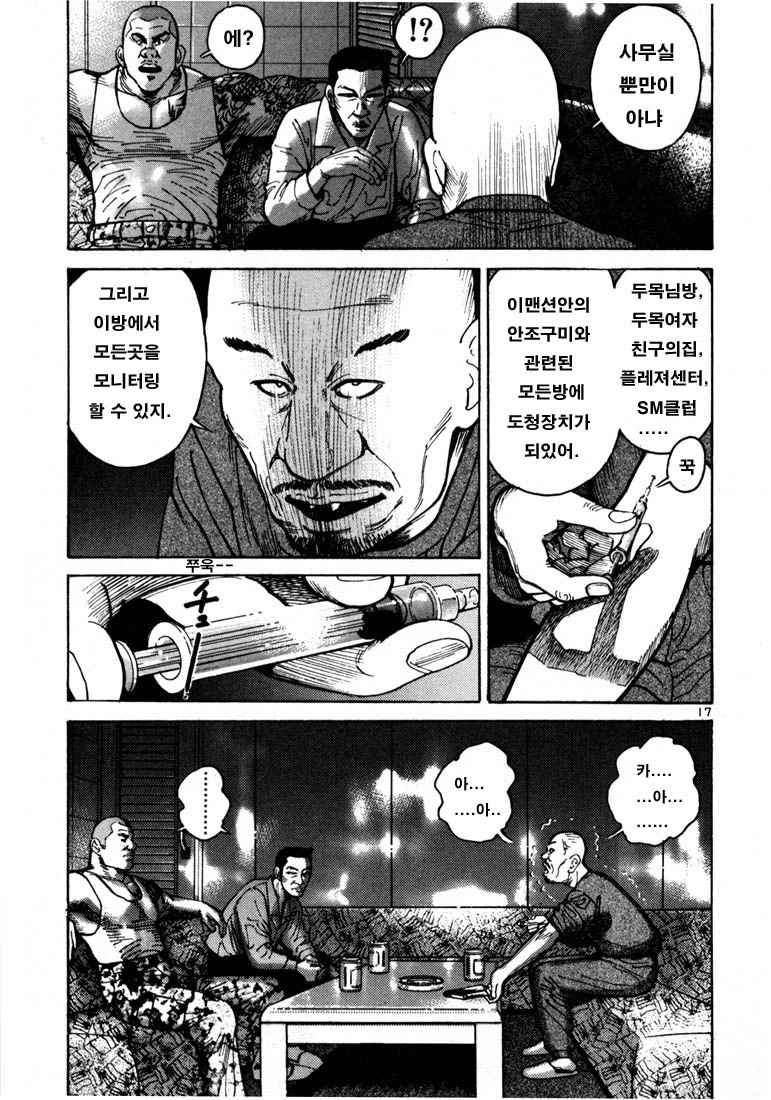 사무실
뿐만이
아냐
!?
에?
두목님방,
두목여자
친구의집,
플레져센터,
SM클럽
.....
꾹
이맨션안의
안조구미와
관련된
모든방에
도청장치가
되있어.
그리고
이방에서
모든곳을
모니터링
할 수 있지.
쭈욱--
チュ
17
카....
...아...
......
아...
....아..
........